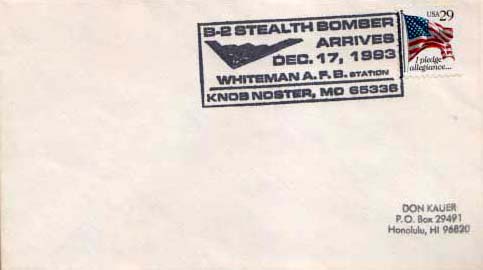 B-2 STEALTH BOMBER
ARRIVES
DEC. 17, 1993
WHITEMAN A.F.B. STATION
KNOB NOSTER, MO 65336
USA 29
I pledge
allegiance...
DON KAUER
P.O. Box 29491
Honolulu, HI 96820